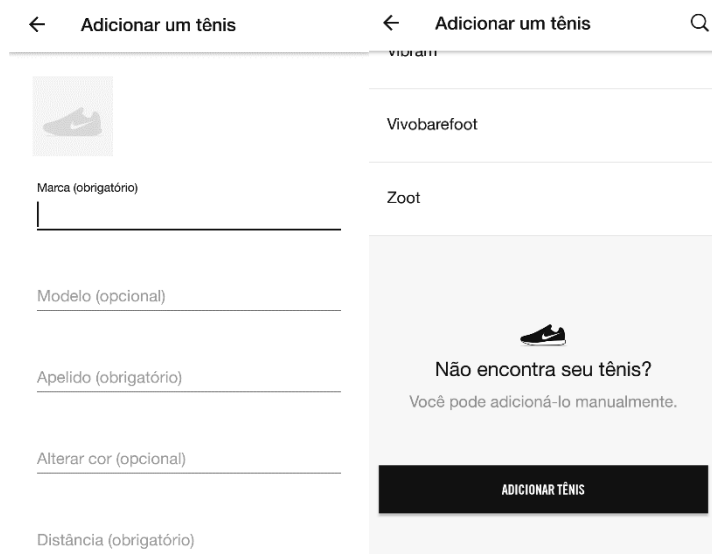 Adicionar um tênis
Marca (obrigatório)
Modelo (opcional)
Apelido (obrigatório)
Alterar cor (opcional)
Distância (obrigatório)
Adicionar um tênis
Vibram
Vivobarefoot
Zoot
Não encontra seu tênis?
Você pode adicioná-lo manualmente.
ADICIONAR TÊNIS